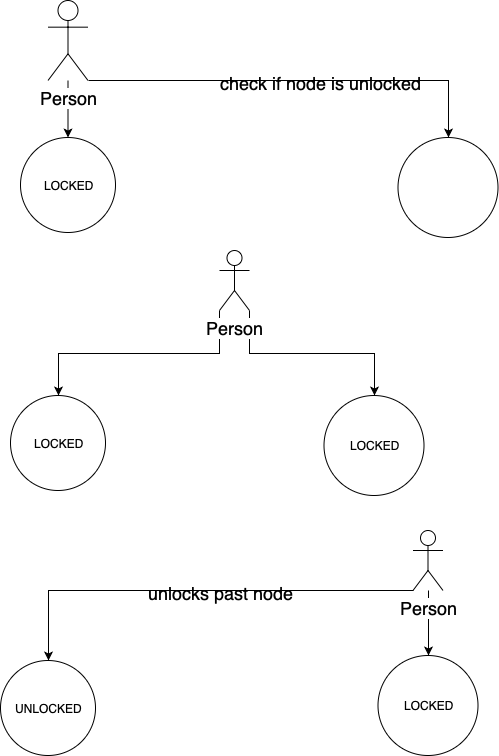 check if node is unlocked
Person
LOCKED
Person
LOCKED
LOCKED
unlocks past node
Person
UNLOCKED
LOCKED